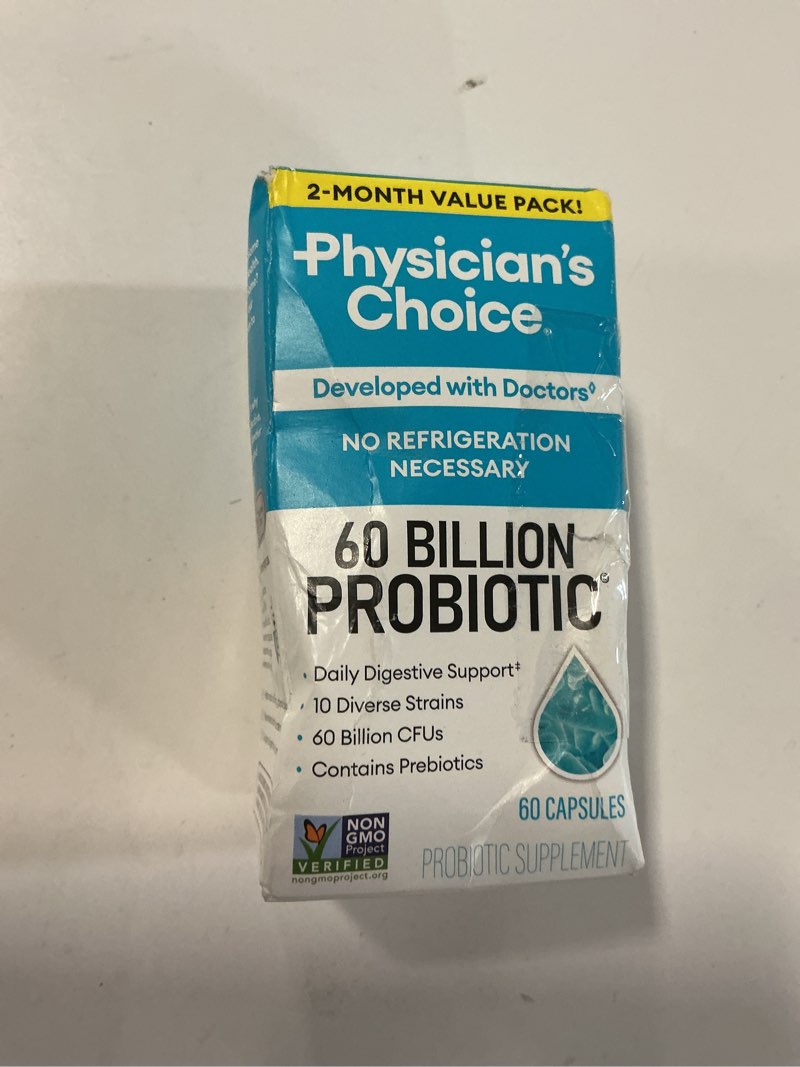 2-MONTH VALUE PACK!
Physician's
Choice
Developed with Doctors◊
NO REFRIGERATION
NECESSARY
60 BILLION
PROBIOTIC
• Daily Digestive Support‡
• 10 Diverse Strains
• 60 Billion CFUs
• Contains Prebiotics
60 CAPSULES
PROBIOTIC SUPPLEMENT
NON
GMO
Project
VERIFIED
nongmoproject.org